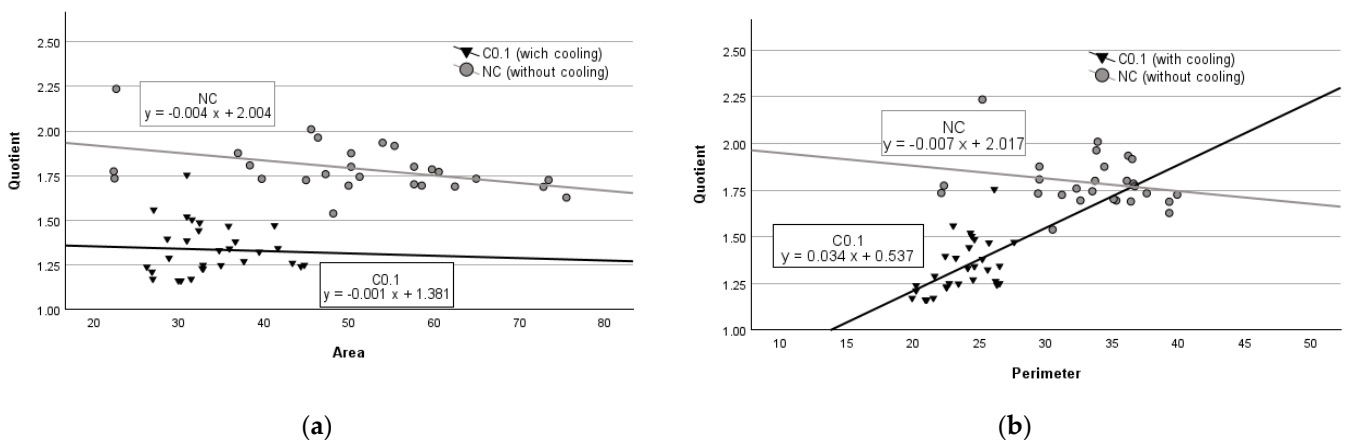 2.50
2.25
2.00
1.75
1.50
1.25
1.00
Quotient
C0.1 (wich cooling)
NC (without cooling)
NC
y = -0.004 x + 2.004
C0.1
y = -0.001 x + 1.381
20 30 40 50 60 70 80
Area
(a)
2.50
2.25
2.00
1.75
1.50
1.25
1.00
Quotient
C0.1 (with cooling)
NC (without cooling)
NC
y = -0.007 x + 2.017
C0.1
y = 0.034 x + 0.537
10 15 20 25 30 35 40 45 50
Perimeter
(b)